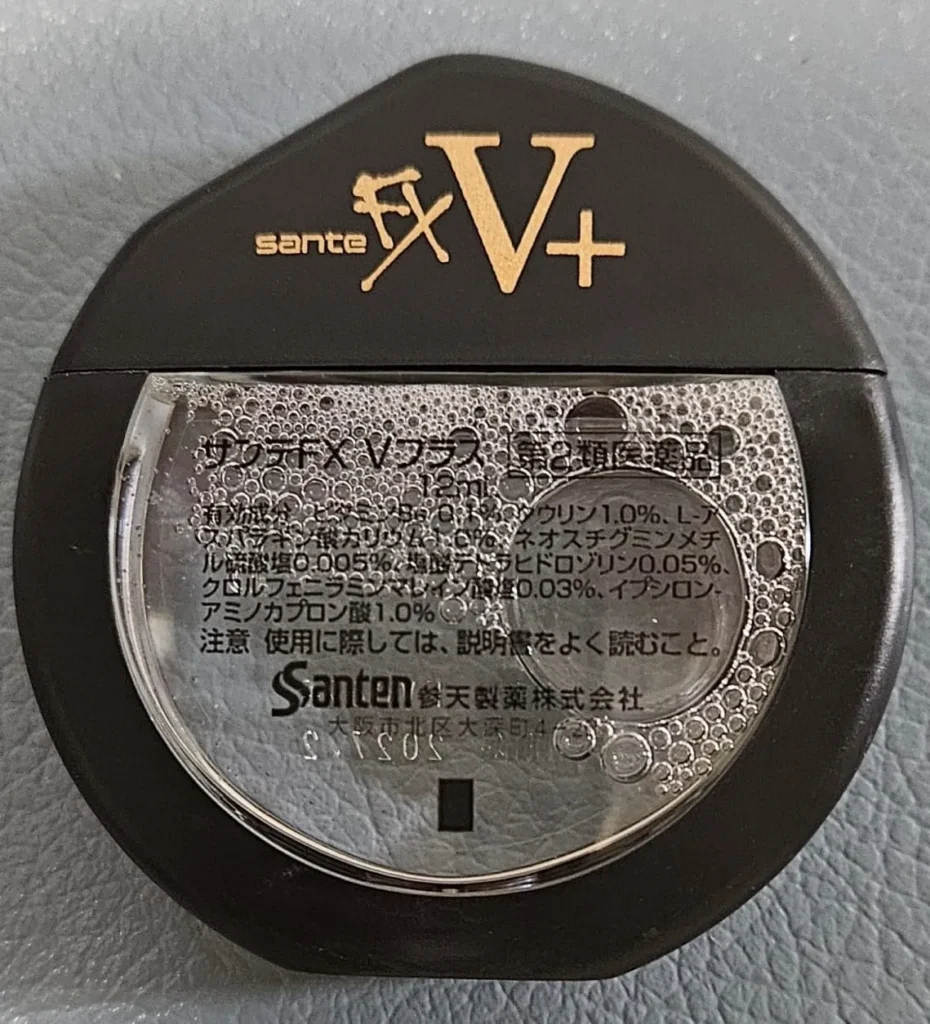 sante FX V+
サンテFX Vプラス 第2類医薬品
12mL
有効成分 ビタミンB₆ 0.1%、タウリン1.0%、L-ア
スパラギン酸カリウム1.0%、ネオスチグミンメチ
ル硫酸塩0.005%、塩酸テトラヒドロゾリン0.05%、
クロルフェニラミンマレイン酸塩0.03%、イプシロン-
アミノカプロン酸1.0%
注意 使用に際しては、説明書をよく読むこと。
Santen 参天製薬株式会社
大阪市北区大深町4-2